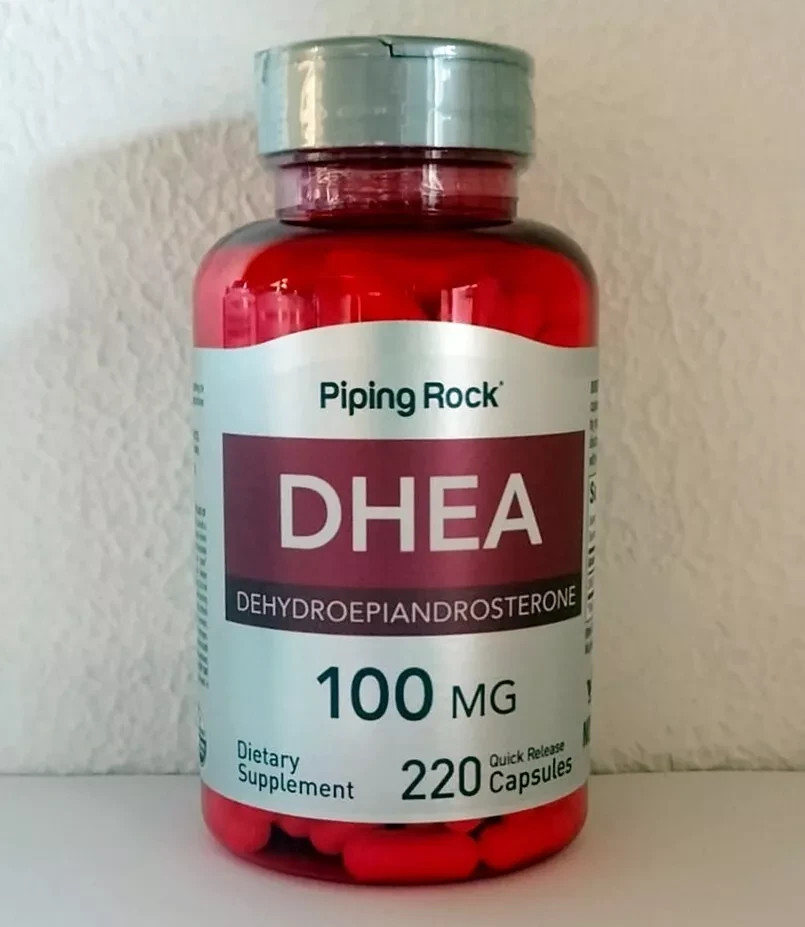 Piping Rock®
DHEA
DEHYDROEPIANDROSTERONE
100 MG
Dietary
Supplement
220 Quick Release
Capsules